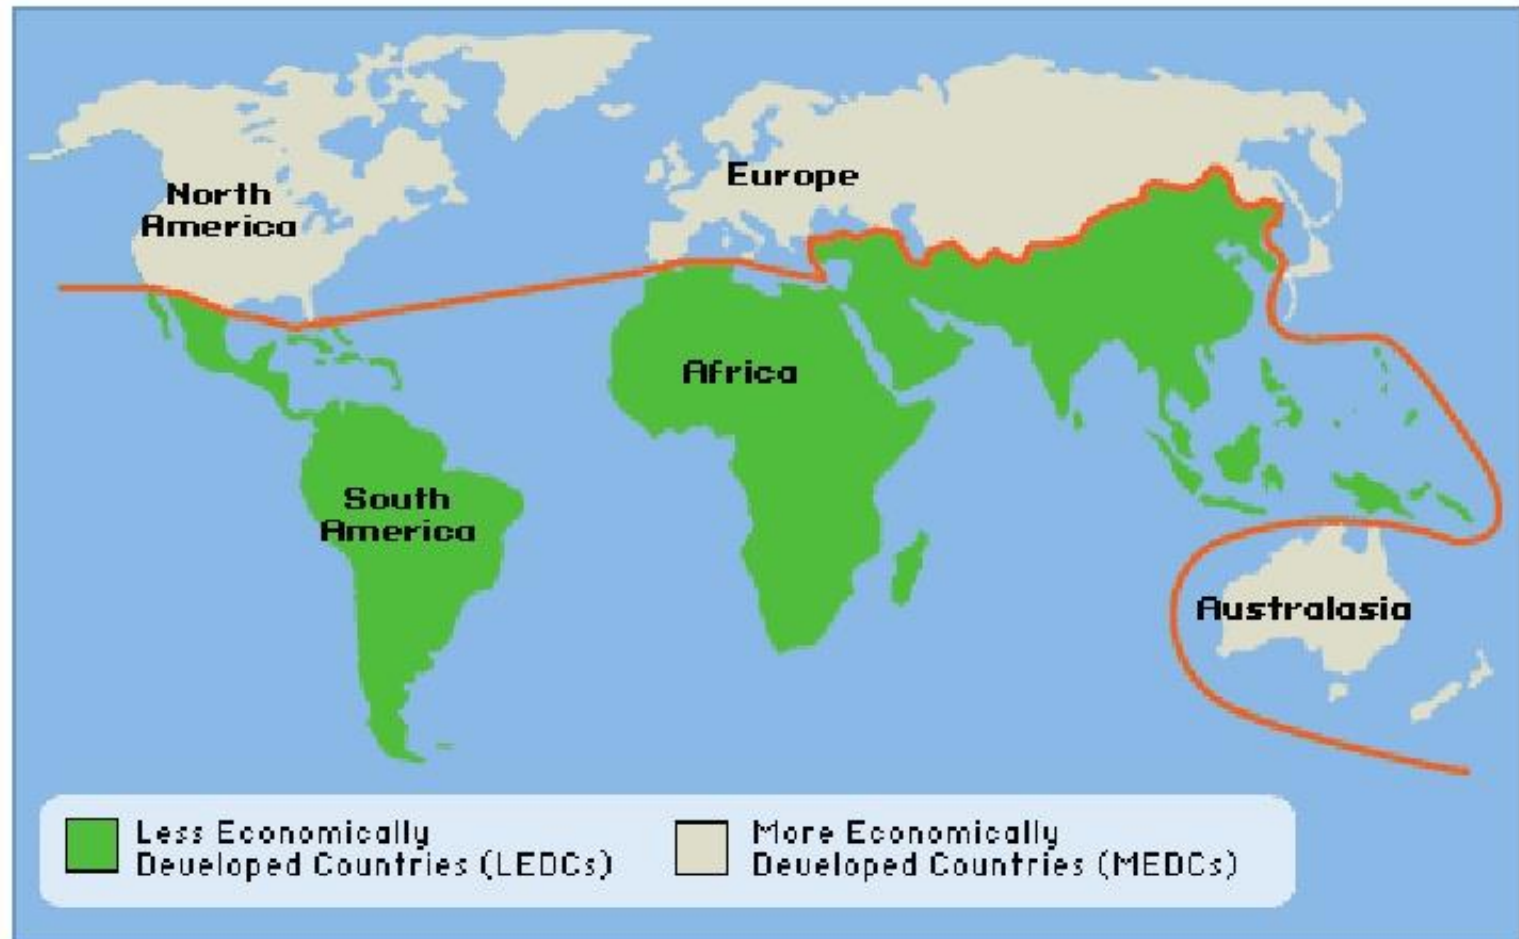 North
America
Europe
Africa
South
America
Australasia
Less Economically
Developed Countries (LEDCs)
More Economically
Developed Countries (MEDCs)